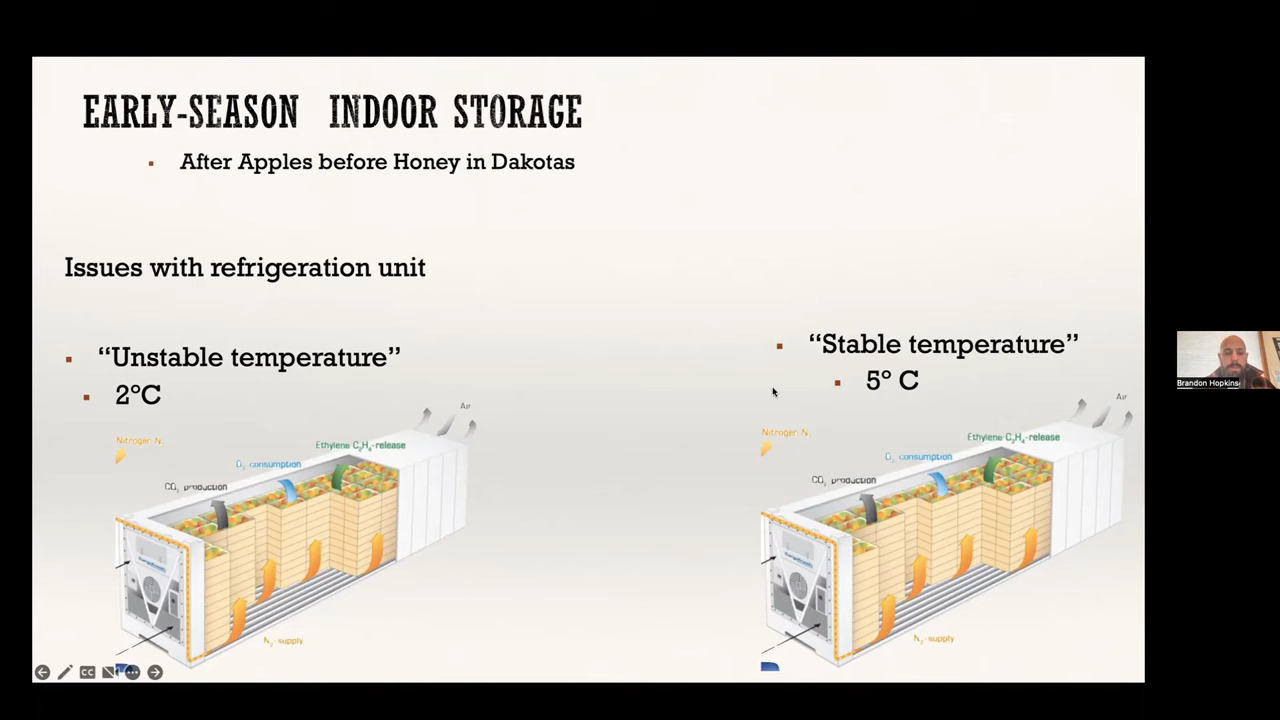 EARLY-SEASON INDOOR STORAGE
▪ After Apples before Honey in Dakotas
Issues with refrigeration unit
▪ “Unstable temperature”
▪ 2°C
Air
Nitrogen N₂
Ethylene C₂H₄-release
O₂ consumption
CO₂ production
N₂-supply
▪ “Stable temperature”
▪ 5° C
Air
Nitrogen N₂
Ethylene C₂H₄-release
O₂ consumption
CO₂ production
N₂-supply
Brandon Hopkins
CC